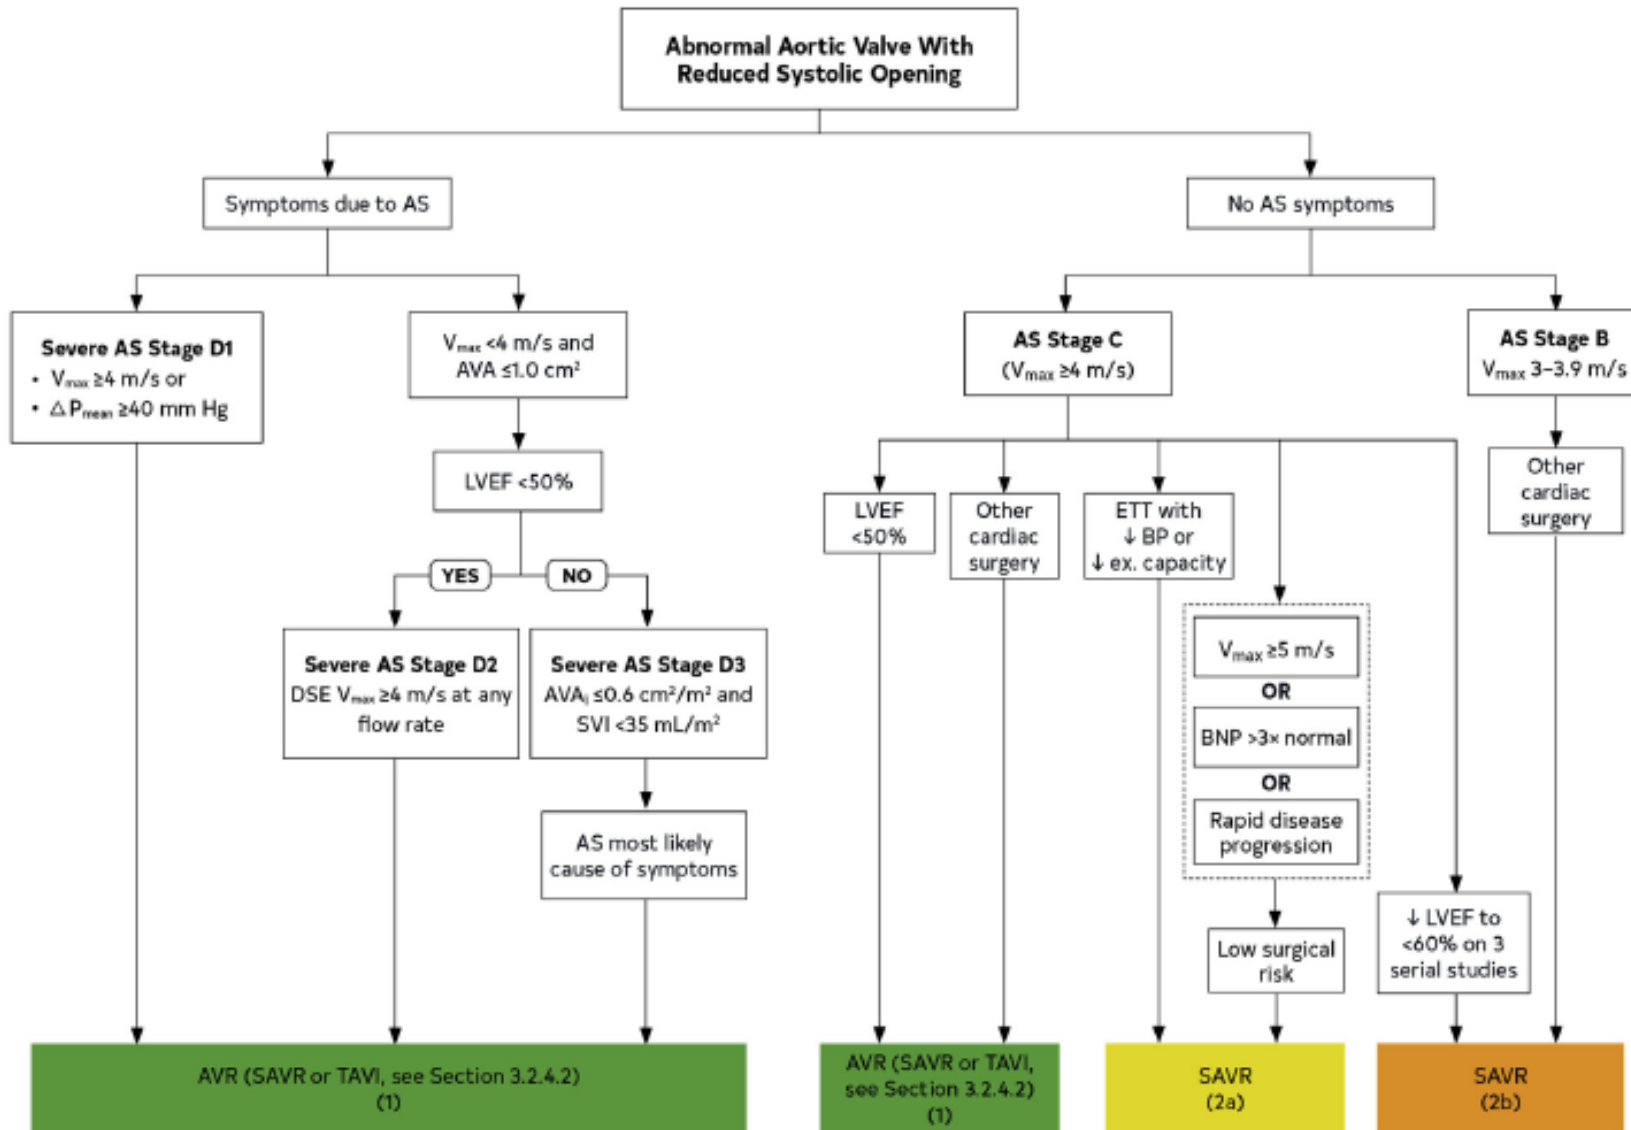 Abnormal Aortic Valve With
Reduced Systolic Opening
Symptoms due to AS
No AS symptoms
Severe AS Stage D1
• Vmax ≥4 m/s or
• △Pmean ≥40 mm Hg
Vmax <4 m/s and
AVA ≤1.0 cm²
AS Stage C
(Vmax ≥4 m/s)
AS Stage B
Vmax 3–3.9 m/s
LVEF <50%
YES
NO
LVEF
<50%
Other
cardiac
surgery
ETT with
↓ BP or
↓ ex. capacity
Other
cardiac
surgery
Severe AS Stage D2
DSE Vmax ≥4 m/s at any
flow rate
Severe AS Stage D3
AVAi ≤0.6 cm²/m² and
SVI <35 mL/m²
Vmax ≥5 m/s
OR
BNP >3× normal
OR
Rapid disease
progression
AS most likely
cause of symptoms
Low surgical
risk
↓ LVEF to
<60% on 3
serial studies
AVR (SAVR or TAVI, see Section 3.2.4.2)
(1)
AVR (SAVR or TAVI,
see Section 3.2.4.2)
(1)
SAVR
(2a)
SAVR
(2b)